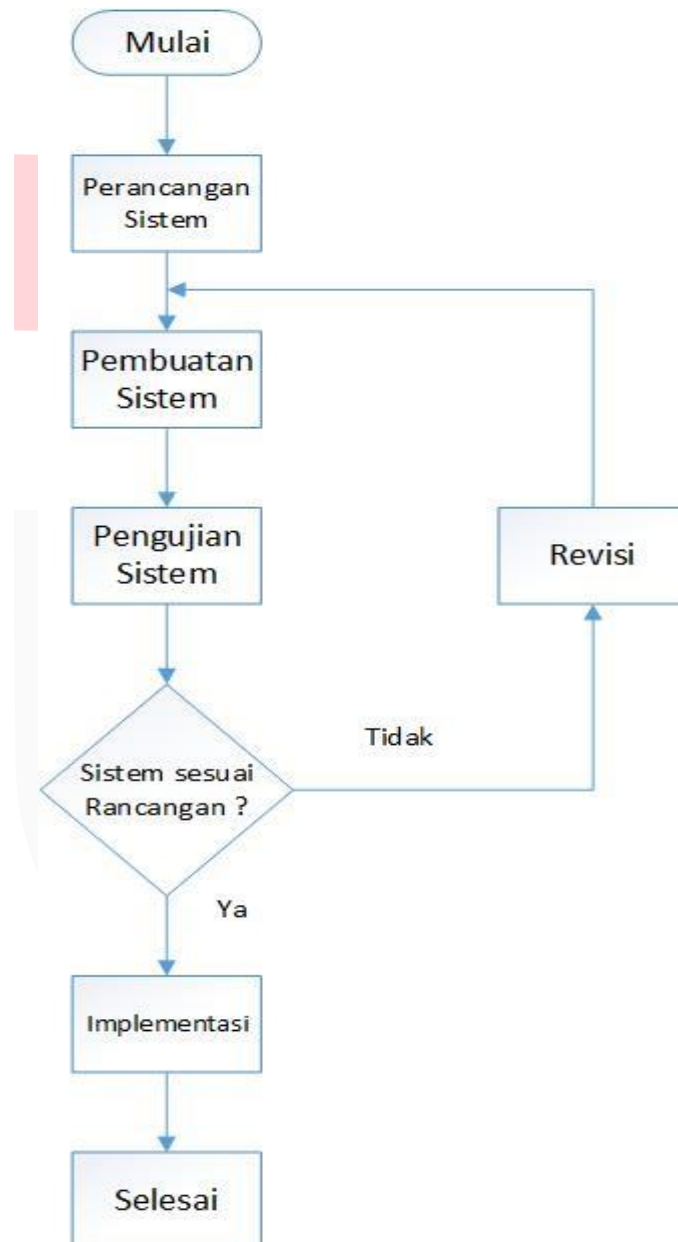 Mulai
Perancangan
Sistem
Pembuatan
Sistem
Pengujian
Sistem
Revisi
Tidak
Sistem sesuai
Rancangan ?
Ya
Implementasi
Selesai